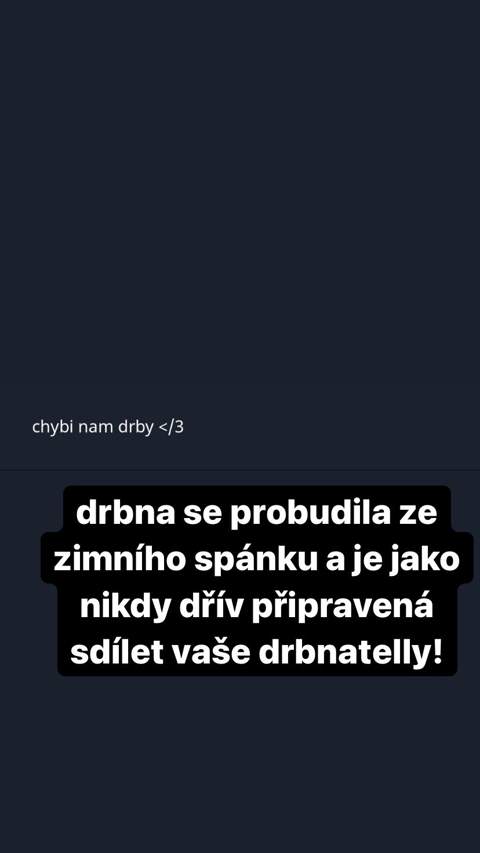 chybi nam drby </3
drbna se probudila ze
zimního spánku a je jako
nikdy dřív připravená
sdílet vaše drbnatelly!